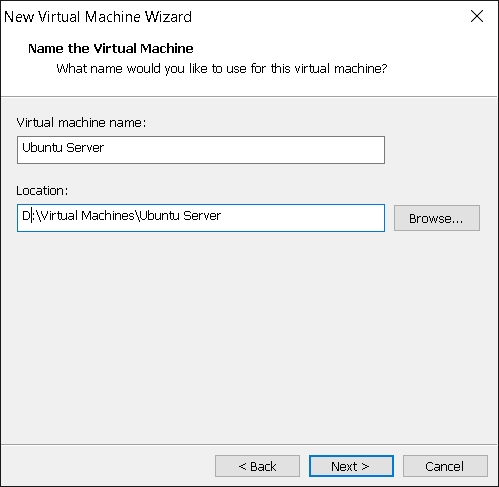 New Virtual Machine Wizard
Name the Virtual Machine
What name would you like to use for this virtual machine?
Virtual machine name:
Ubuntu Server
Location:
D:\Virtual Machines\Ubuntu Server
Browse...
< Back
Next >
Cancel